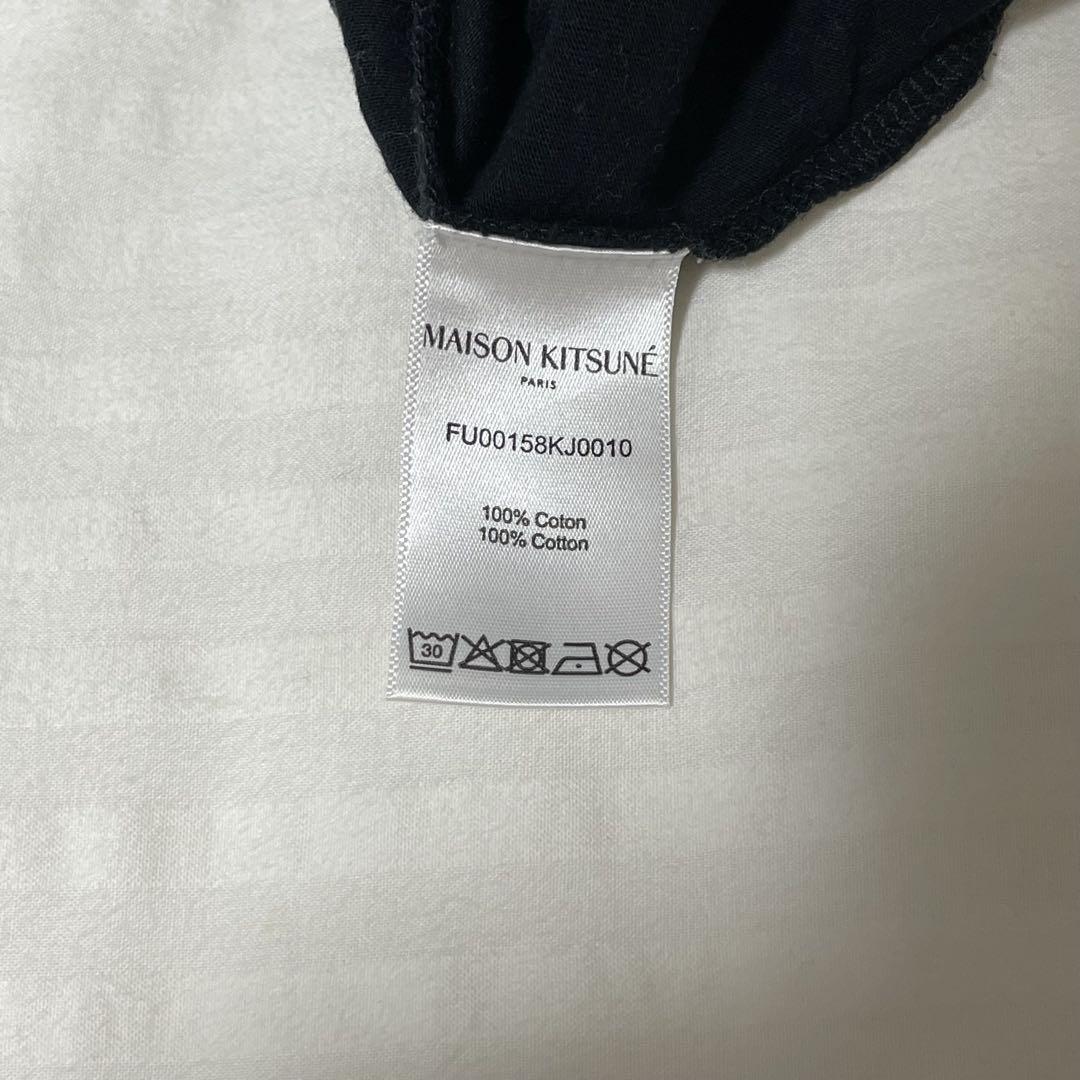 MAISON KITSUNÉ
PARIS
FU00158KJ0010
100% Coton
100% Cotton
30